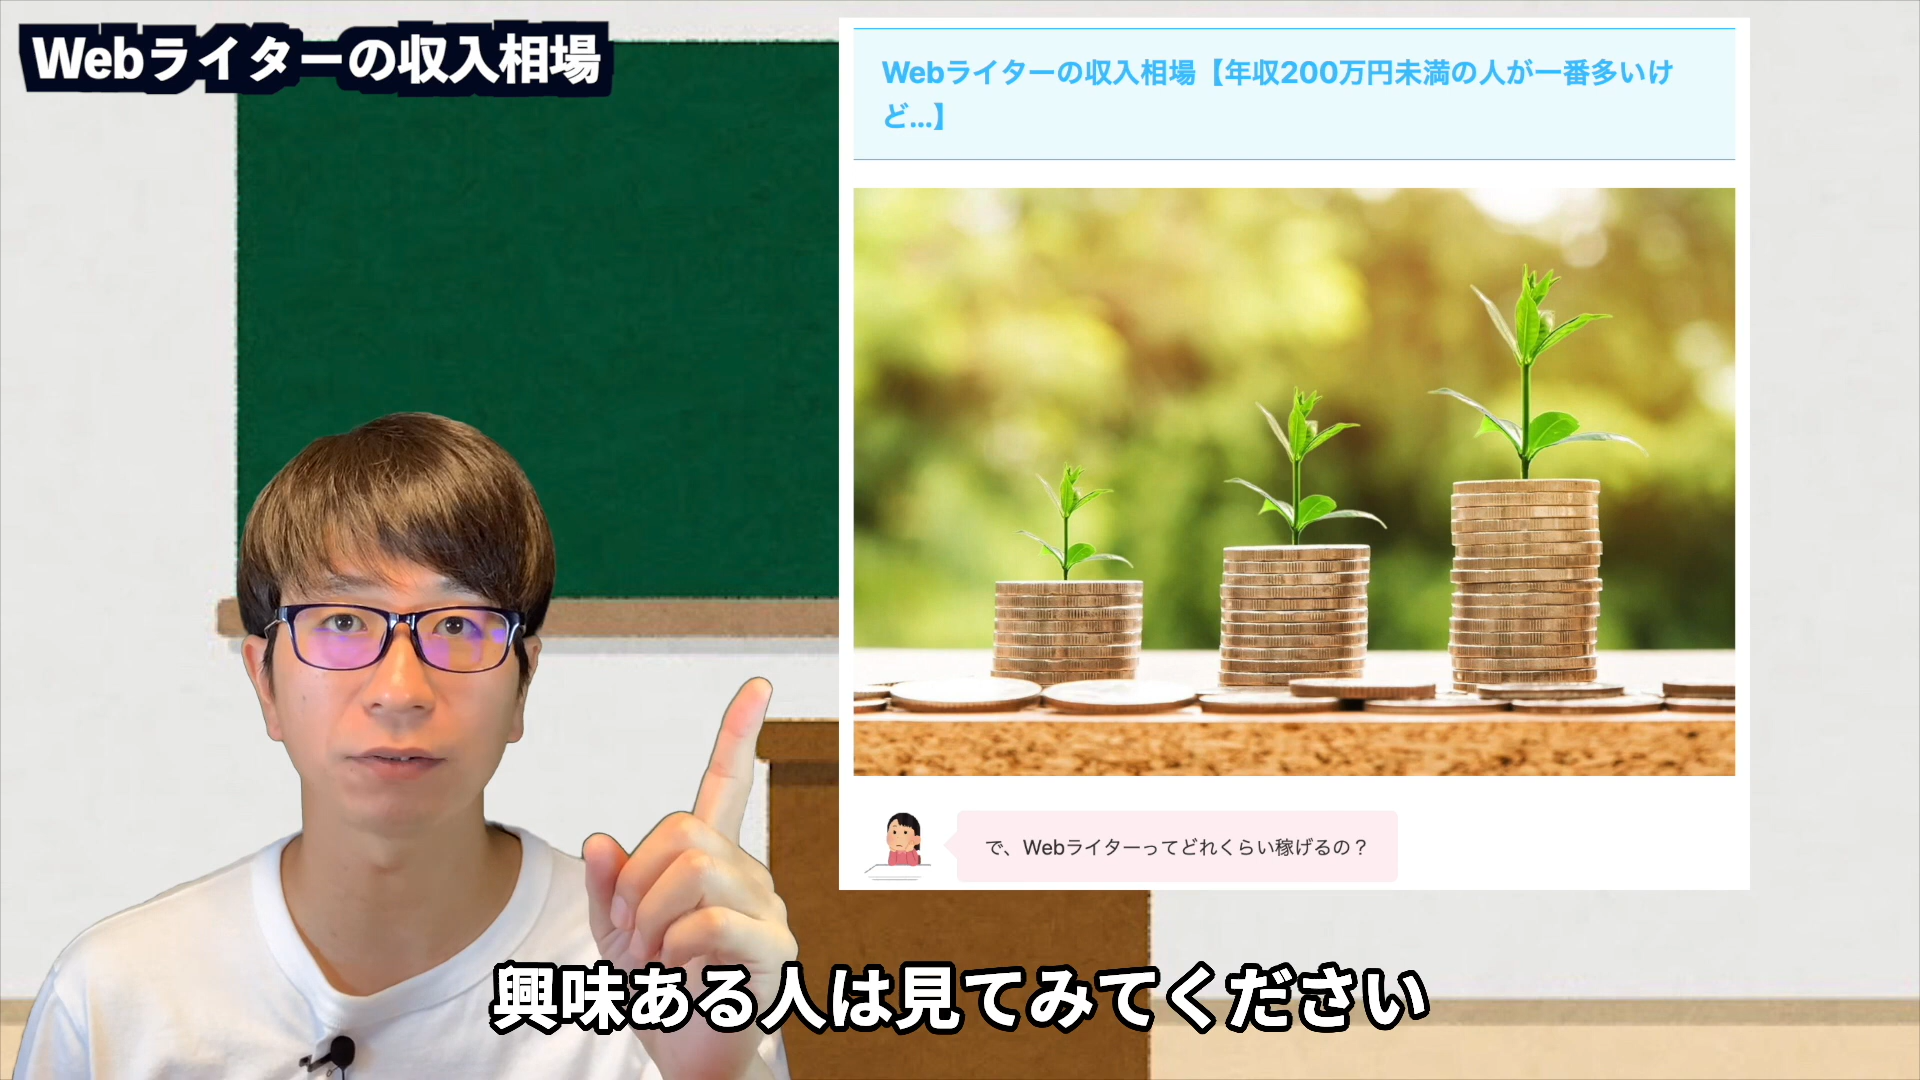 Webライターの収入相場
Webライターの収入相場【年収200万円未満の人が一番多いけ
ど...】
で、Webライターってどれくらい稼げるの？
興味ある人は見てみてください